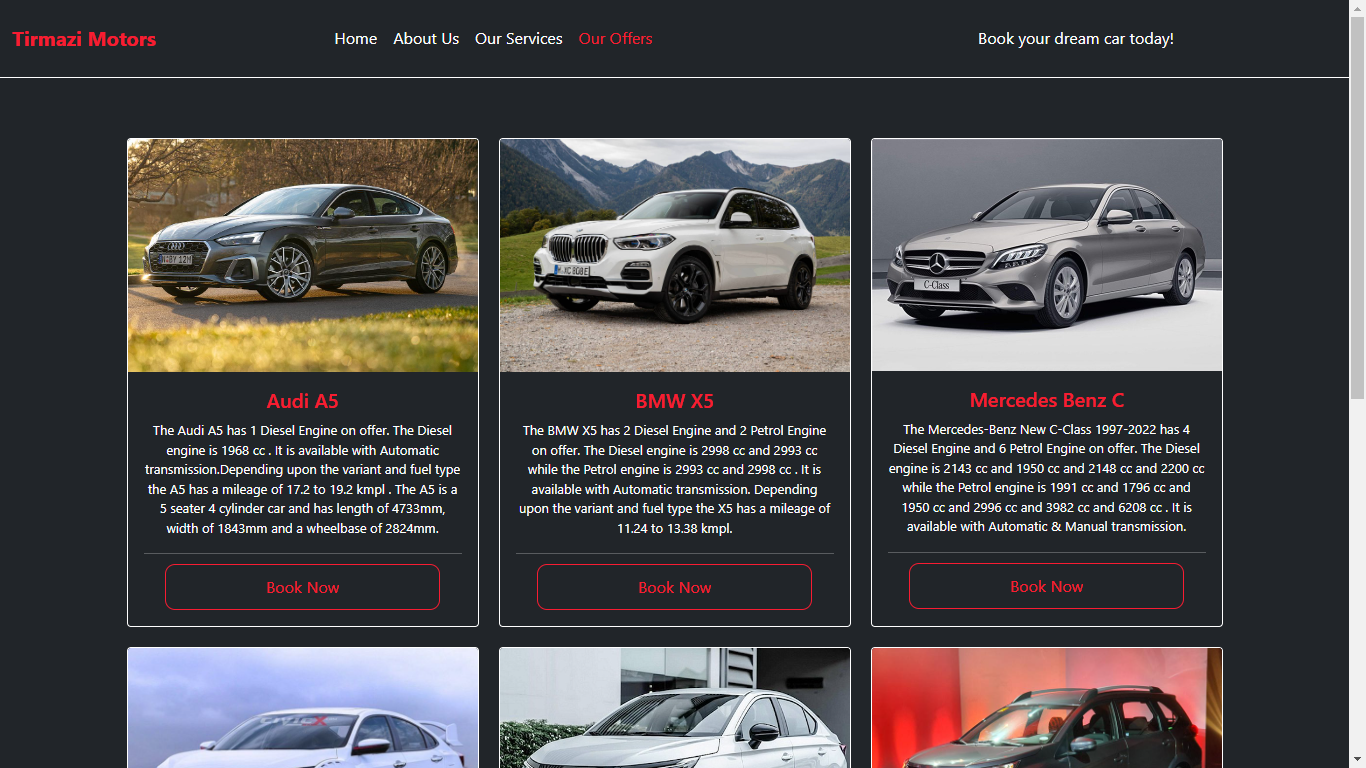 Tirmazi Motors
Home About Us Our Services Our Offers
Book your dream car today!
C-Class
Audi A5
The Audi A5 has 1 Diesel Engine on offer. The Diesel
engine is 1968 cc . It is available with Automatic
transmission.Depending upon the variant and fuel type
the A5 has a mileage of 17.2 to 19.2 kmpl . The A5 is a
5 seater 4 cylinder car and has length of 4733mm,
width of 1843mm and a wheelbase of 2824mm.
Book Now
BMW X5
The BMW X5 has 2 Diesel Engine and 2 Petrol Engine
on offer. The Diesel engine is 2998 cc and 2993 cc
while the Petrol engine is 2993 cc and 2998 cc . It is
available with Automatic transmission. Depending
upon the variant and fuel type the X5 has a mileage of
11.24 to 13.38 kmpl.
Book Now
Mercedes Benz C
The Mercedes-Benz New C-Class 1997-2022 has 4
Diesel Engine and 6 Petrol Engine on offer. The Diesel
engine is 2143 cc and 1950 cc and 2148 cc and 2200 cc
while the Petrol engine is 1991 cc and 1796 cc and
1950 cc and 2996 cc and 3982 cc and 6208 cc . It is
available with Automatic & Manual transmission.
Book Now
CIVIC X